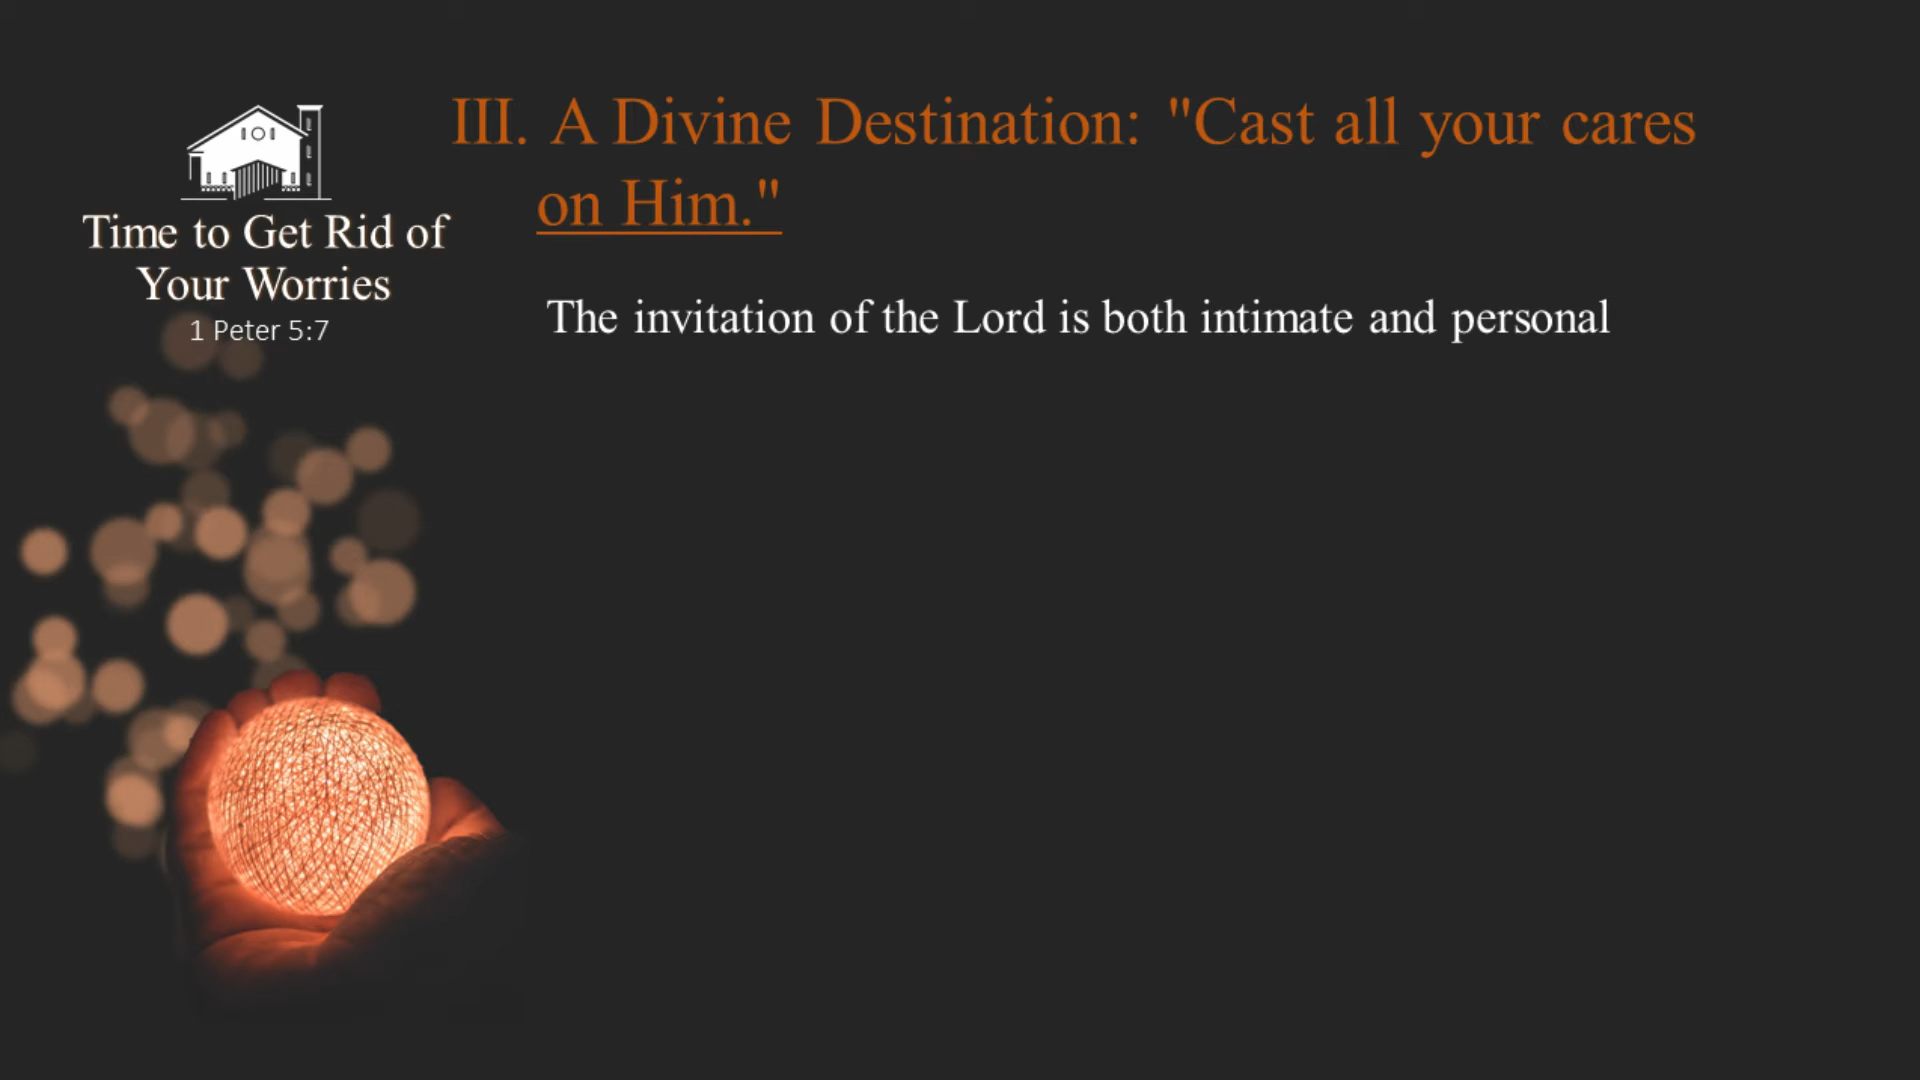 Time to Get Rid of
Your Worries
1 Peter 5:7
III. A Divine Destination: "Cast all your cares
on Him."
The invitation of the Lord is both intimate and personal